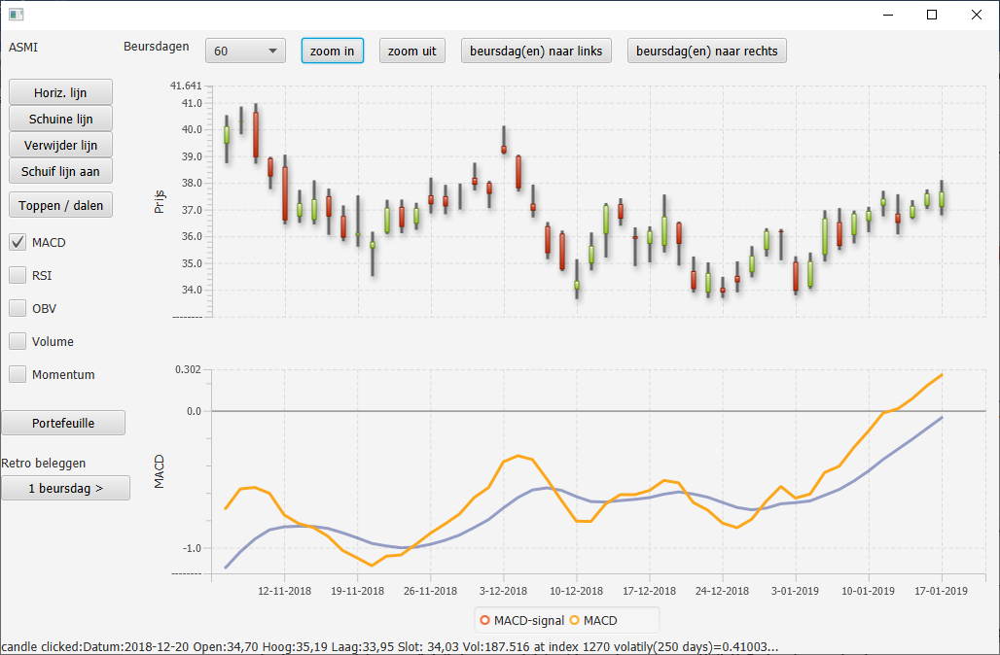 ASMI
Beursdagen
60
zoom in
zoom uit
beursdag(en) naar links
beursdag(en) naar rechts
Horiz. lijn
Schuine lijn
Verwijder lijn
Schuif lijn aan
Toppen / dalen
MACD
RSI
OBV
Volume
Momentum
Portefeuille
Retro beleggen
1 beursdag >
Prijs
41.641
41.0
40.0
39.0
38.0
37.0
36.0
35.0
34.0
--------
MACD
0.302
0.0
-1.0
--------
12-11-2018
19-11-2018
26-11-2018
3-12-2018
10-12-2018
17-12-2018
24-12-2018
3-01-2019
10-01-2019
17-01-2019
MACD-signal
MACD
candle clicked:Datum:2018-12-20 Open:34,70 Hoog:35,19 Laag:33,95 Slot: 34,03 Vol:187.516 at index 1270 volatily(250 days)=0.41003...